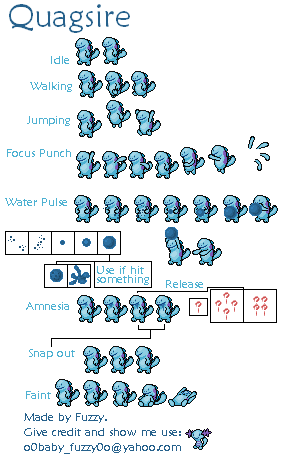 Quagsire
Idle
Walking
Jumping
Focus Punch
Water Pulse
Use if hit
something
Release
Amnesia
Snap out
Faint
Made by Fuzzy.
Give credit and show me use:
o0baby_fuzzy0o@yahoo.com